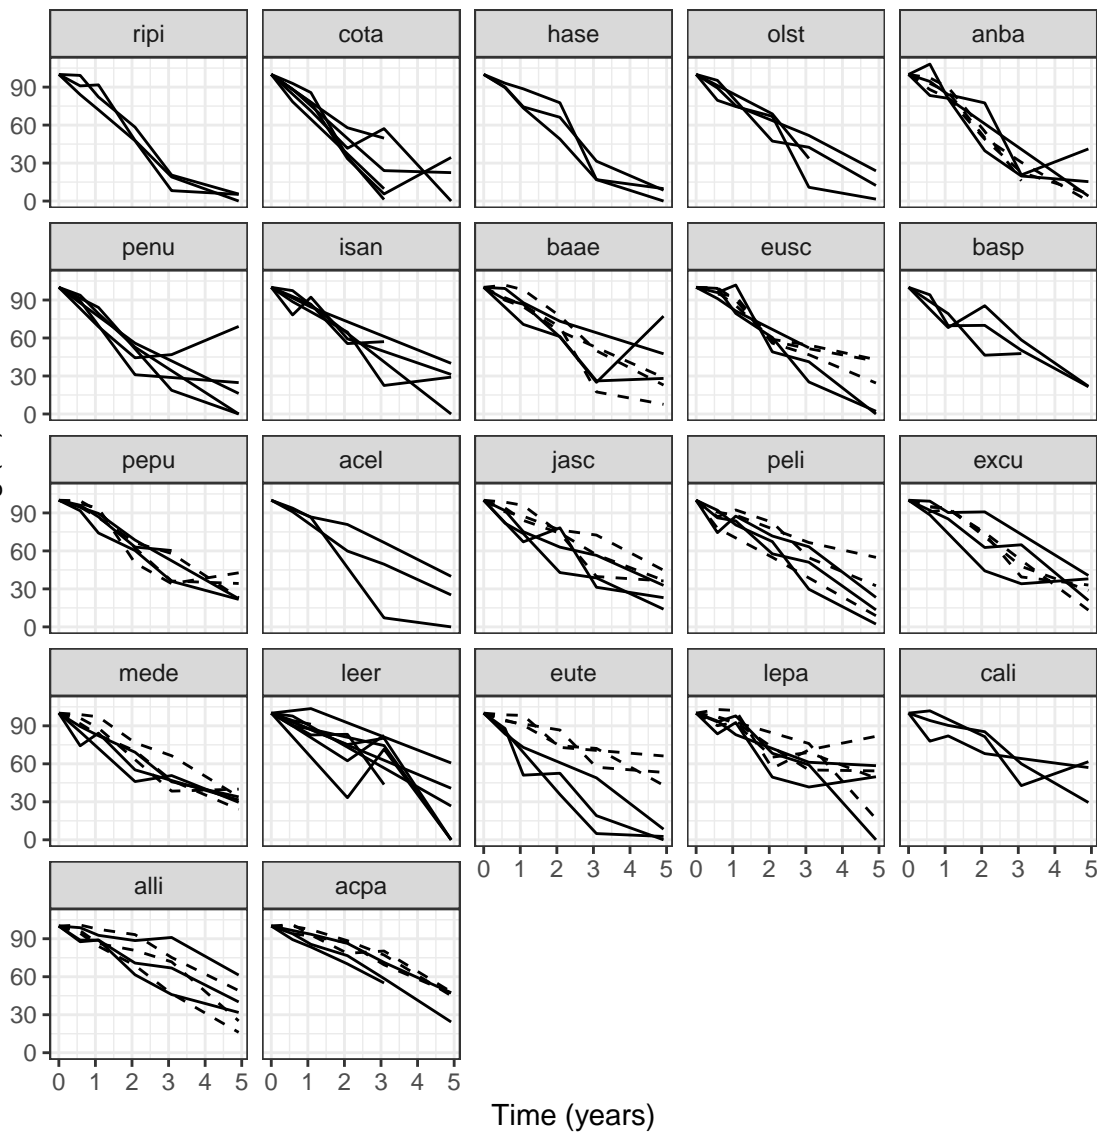 ripi cota hase olst anba
90
60
30
0
penu isan baae eusc basp
90
60
30
0
pepu acel jasc peli excu
90
60
30
0
mede leer eute lepa cali
90
60
30
0
0 1 2 3 4 5 0 1 2 3 4 5 0 1 2 3 4 5
alli acpa
90
60
30
0
0 1 2 3 4 5 0 1 2 3 4 5
Time (years)